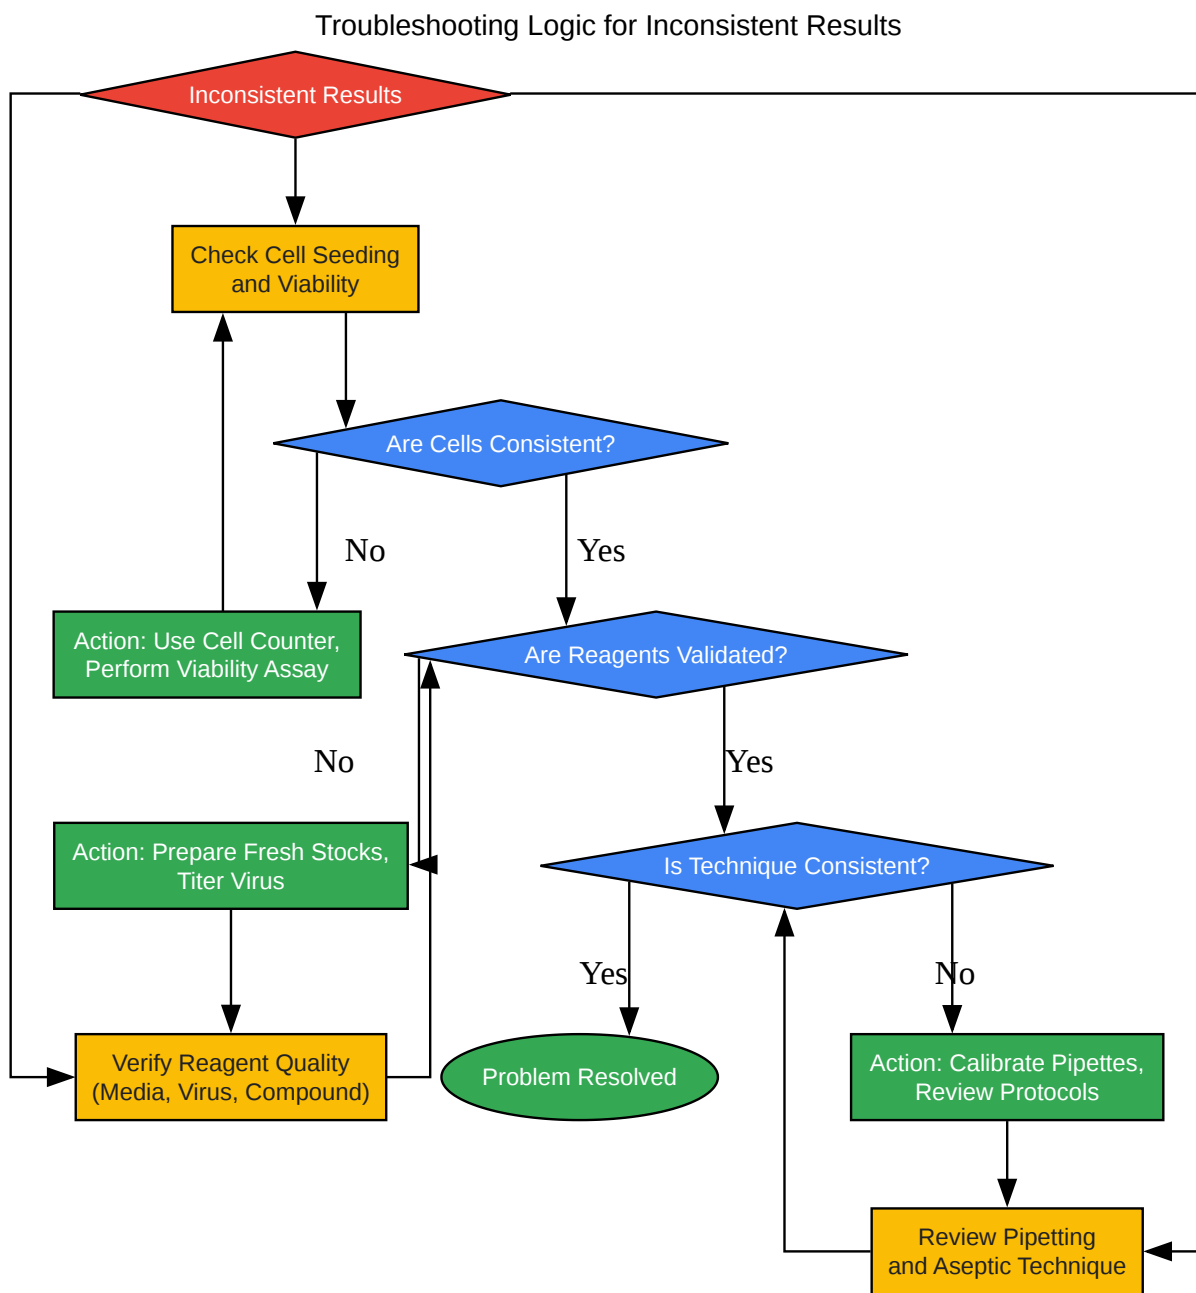 Troubleshooting Logic for Inconsistent Results
Inconsistent Results
Check Cell Seeding
and Viability
Are Cells Consistent?
No
Yes
Action: Use Cell Counter,
Perform Viability Assay
Are Reagents Validated?
No
Yes
Action: Prepare Fresh Stocks,
Titer Virus
Is Technique Consistent?
Yes
No
Verify Reagent Quality
(Media, Virus, Compound)
Problem Resolved
Action: Calibrate Pipettes,
Review Protocols
Review Pipetting
and Aseptic Technique